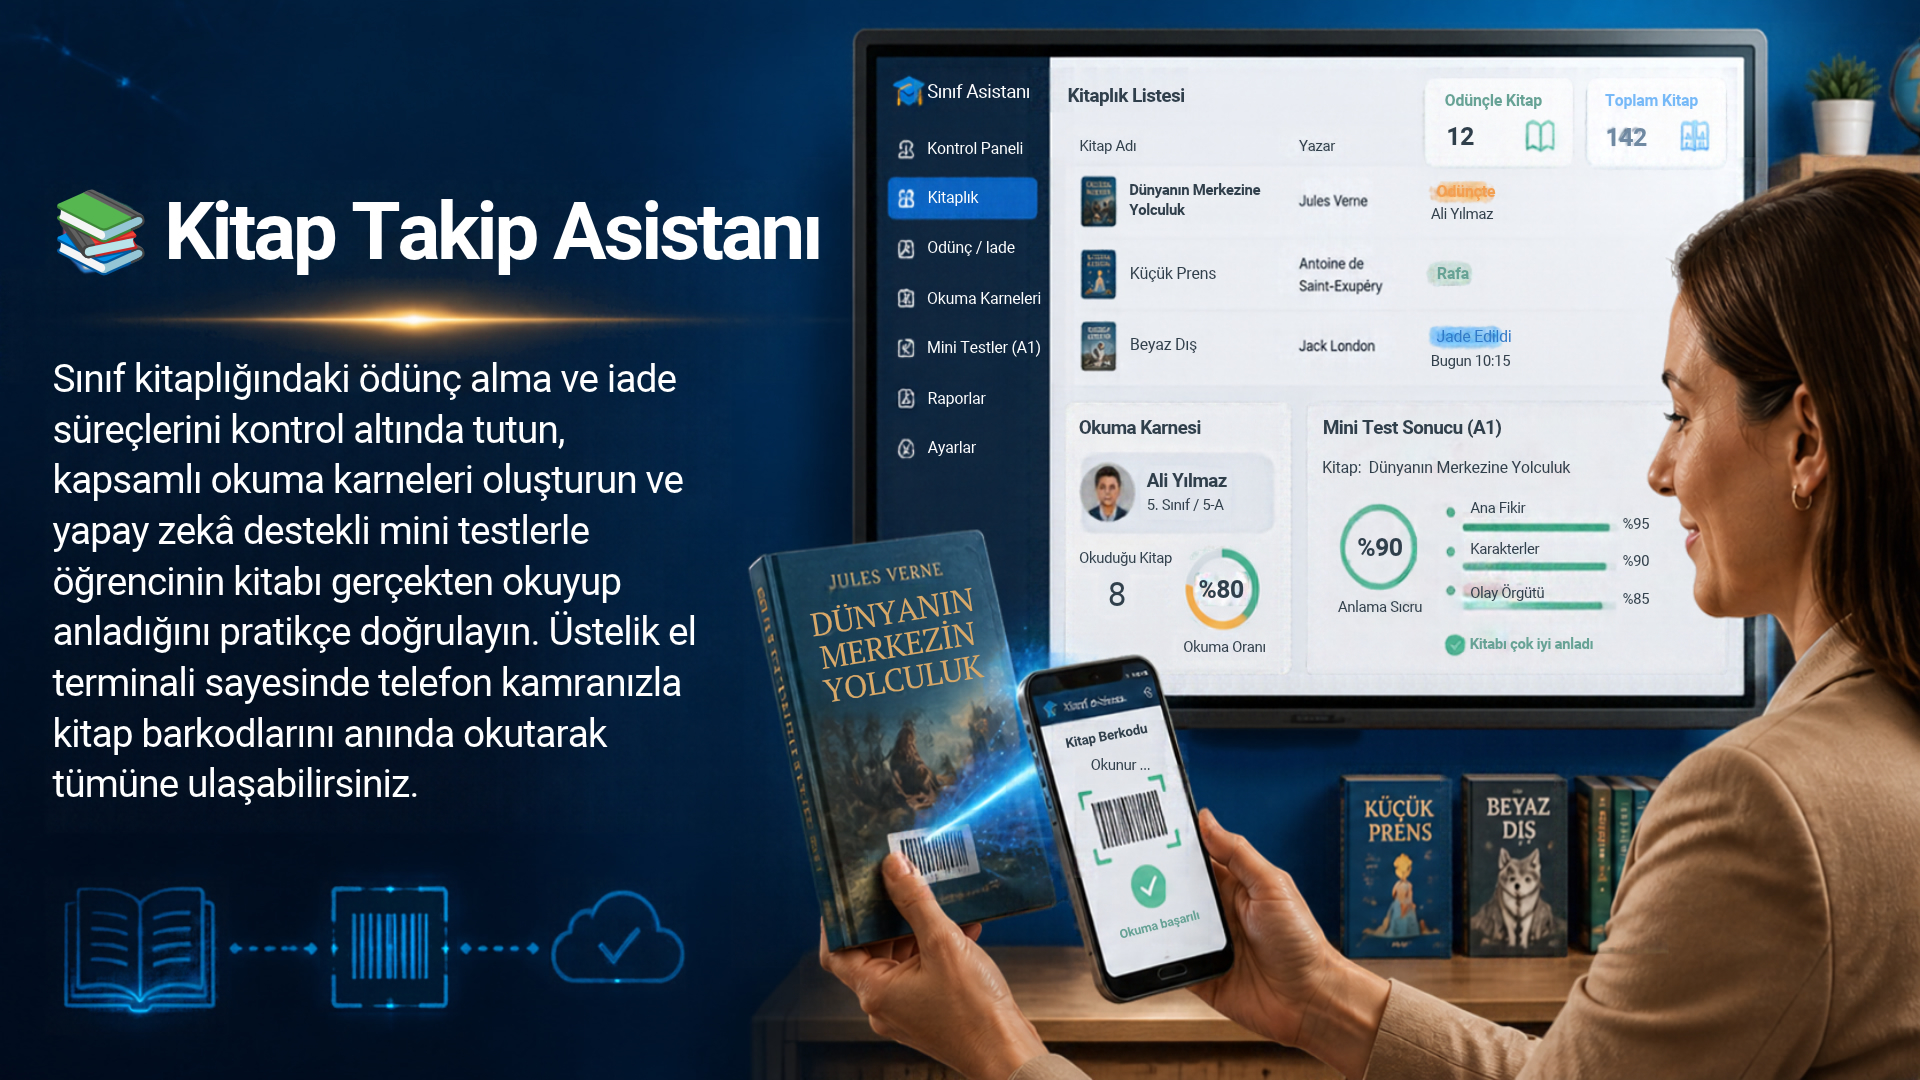 Kitap Takip Asistanı
Sınıf kitaplığındaki ödünç alma ve iade
süreçlerini kontrol altında tutun,
kapsamlı okuma karneleri oluşturun ve
yapay zekâ destekli mini testlerle
öğrencinin kitabı gerçekten okuyup
anladığını pratikçe doğrulayın. Üstelik el
terminali sayesinde telefon kamranızla
kitap barkodlarını anında okutarak
tümüne ulaşabilirsiniz.
Sınıf Asistanı
Kontrol Paneli
Kitaplık
Odünç / lade
Okuma Karneleri
Mini Testler (A1)
Raporlar
Ayarlar
Kitaplık Listesi
Odünçle Kitap
12
Toplam Kitap
142
Kitap Adı
Yazar
Dünyanın Merkezine
Yolculuk
Jules Verne
Odünçte
Ali Yılmaz
Küçük Prens
Antoine de
Saint-Exupéry
Rafa
Beyaz Dış
Jack London
Jade Edildi
Bugun 10:15
Okuma Karnesi
Ali Yılmaz
5. Sınıf / 5-A
Okuduğu Kitap
8
%80
Okuma Oranı
Mini Test Sonucu (A1)
Kitap: Dünyanın Merkezine Yolculuk
%90
Anlama Sıcru
Ana Fikir
%95
Karakterler
%90
Olay Örgütü
%85
Kitabı çok iyi anladı
JULES VERNE
DÜNYANIN
MERKEZİN
YOLCULUK
Kitap Berkodu
Okunur ...
Okuma başarılı
KÜÇÜK
PRENS
BEYAZ
DIŞ